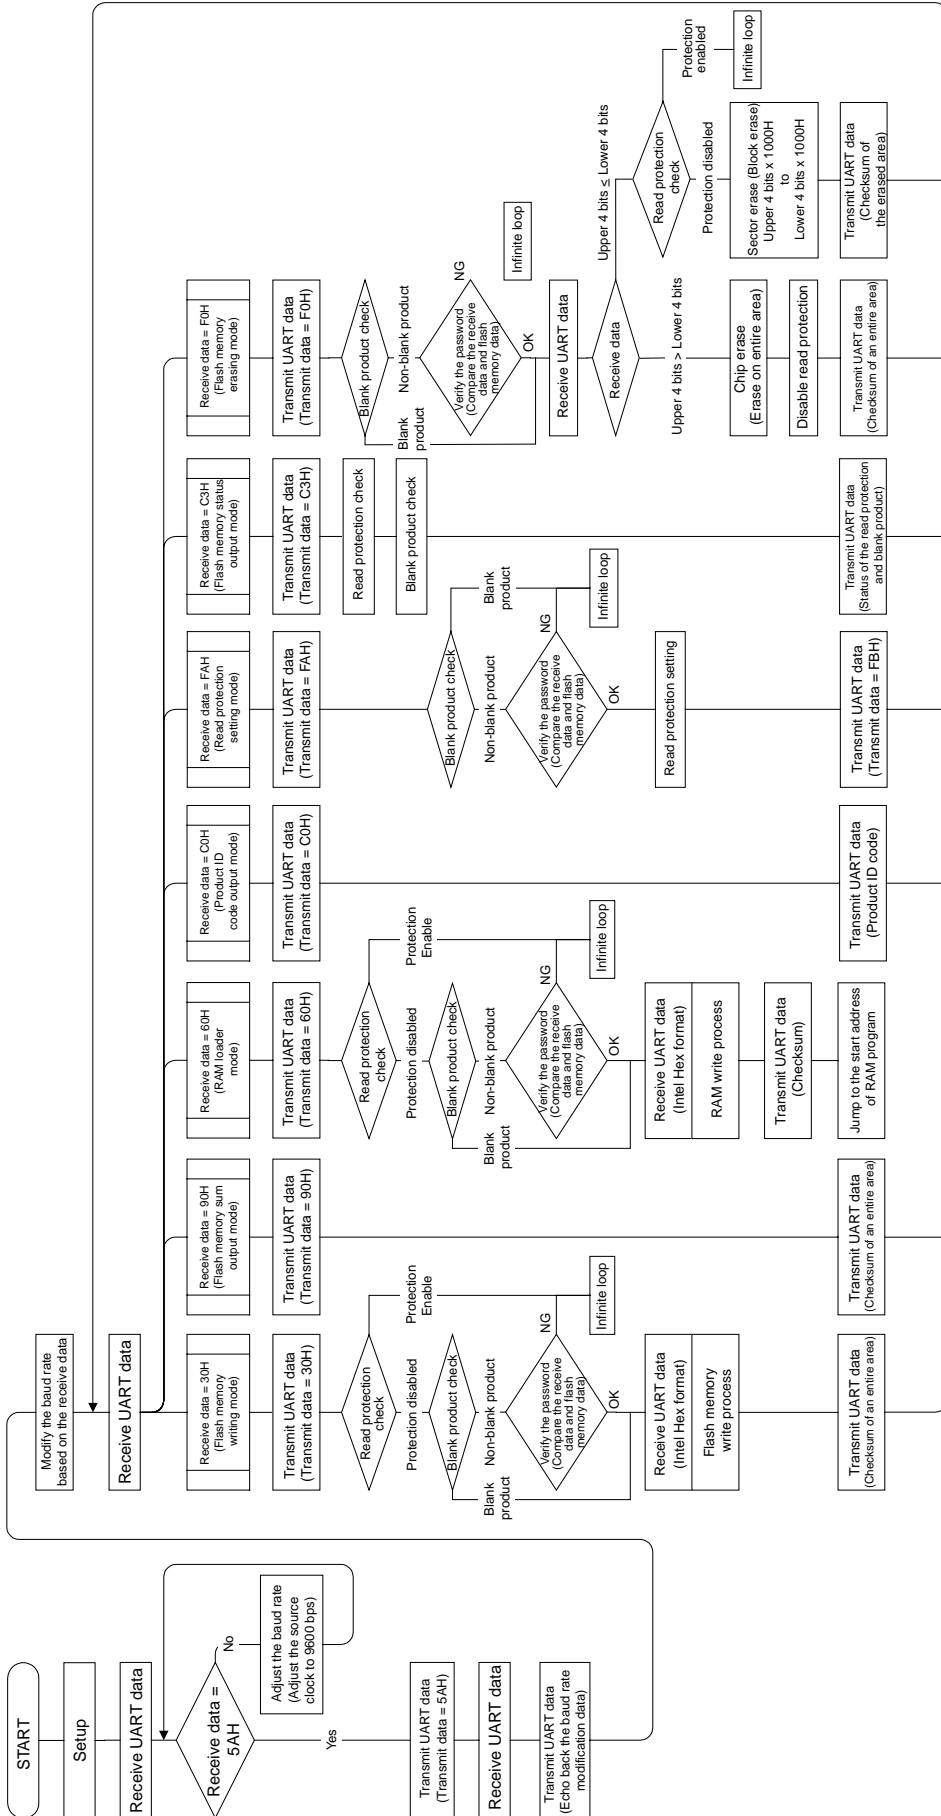 START
Setup
Receive UART data
Receive data =
5AH
No
Adjust the baud rate
(Adjust the source
clock to 9600 bps)
Yes
Transmit UART data
(Transmit data = 5AH)
Receive UART data
Transmit UART data
(Echo back the baud rate
modification data)
Modify the baud rate
based on the receive data
Receive UART data
Receive data = 30H
(Flash memory
writing mode)
Transmit UART data
(Transmit data = 30H)
Read protection
check
Protection
Enable
Protection disabled
Blank product check
Blank
product
Non-blank product
Verify the password
(Compare the receive
data and flash
memory data)
NG
Infinite loop
OK
Receive UART data
(Intel Hex format)
Flash memory
write process
Transmit UART data
(Checksum of an entire area)
Receive data = 90H
(Flash memory sum
output mode)
Transmit UART data
(Transmit data = 90H)
Transmit UART data
(Checksum of an entire area)
Receive data = 60H
(RAM loader
mode)
Transmit UART data
(Transmit data = 60H)
Read protection
check
Protection
Enable
Protection disabled
Blank product check
Blank
product
Non-blank product
Verify the password
(Compare the receive
data and flash
memory data)
NG
Infinite loop
OK
Receive UART data
(Intel Hex format)
RAM write process
Transmit UART data
(Checksum)
Jump to the start address
of RAM program
Receive data = C0H
(Product ID
code output mode)
Transmit UART data
(Transmit data = C0H)
Transmit UART data
(Product ID code)
Receive data = FAH
(Read protection
setting mode)
Transmit UART data
(Transmit data = FAH)
Blank product check
Blank
product
Non-blank product
Verify the password
(Compare the receive
data and flash
memory data)
NG
Infinite loop
OK
Read protection setting
Transmit UART data
(Transmit data = FBH)
Receive data = C3H
(Flash memory status
output mode)
Transmit UART data
(Transmit data = C3H)
Read protection check
Blank product check
Transmit UART data
(Status of the read protection
and blank product)
Receive data = F0H
(Flash memory
erasing mode)
Transmit UART data
(Transmit data = F0H)
Blank product check
Blank
product
Non-blank product
Verify the password
(Compare the receive
data and flash
memory data)
NG
Infinite loop
OK
Receive UART data
Receive data
Upper 4 bits > Lower 4 bits
Upper 4 bits ≤ Lower 4 bits
Chip erase
(Erase on entire area)
Disable read protection
Transmit UART data
(Checksum of an entire area)
Read protection
check
Protection
enabled
Infinite loop
Protection disabled
Sector erase (Block erase)
Upper 4 bits x 1000H
to
Lower 4 bits x 1000H
Transmit UART data
(Checksum of
the erased area)